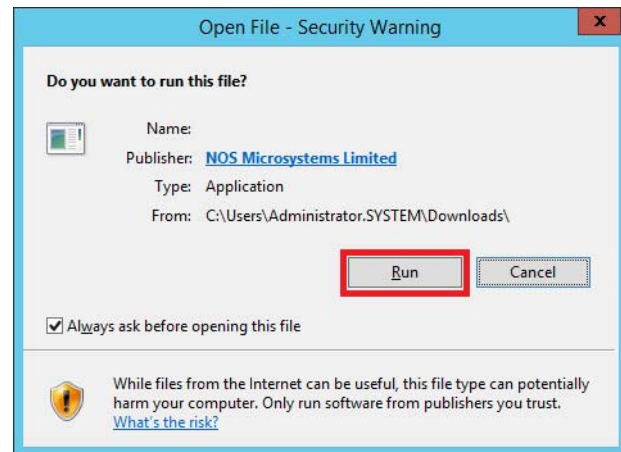 Open File - Security Warning
x
Do you want to run this file?
Name:
Publisher: NOS Microsystems Limited
Type: Application
From: C:\Users\Administrator.SYSTEM\Downloads\
Run Cancel
Always ask before opening this file
While files from the Internet can be useful, this file type can potentially
harm your computer. Only run software from publishers you trust.
What's the risk?